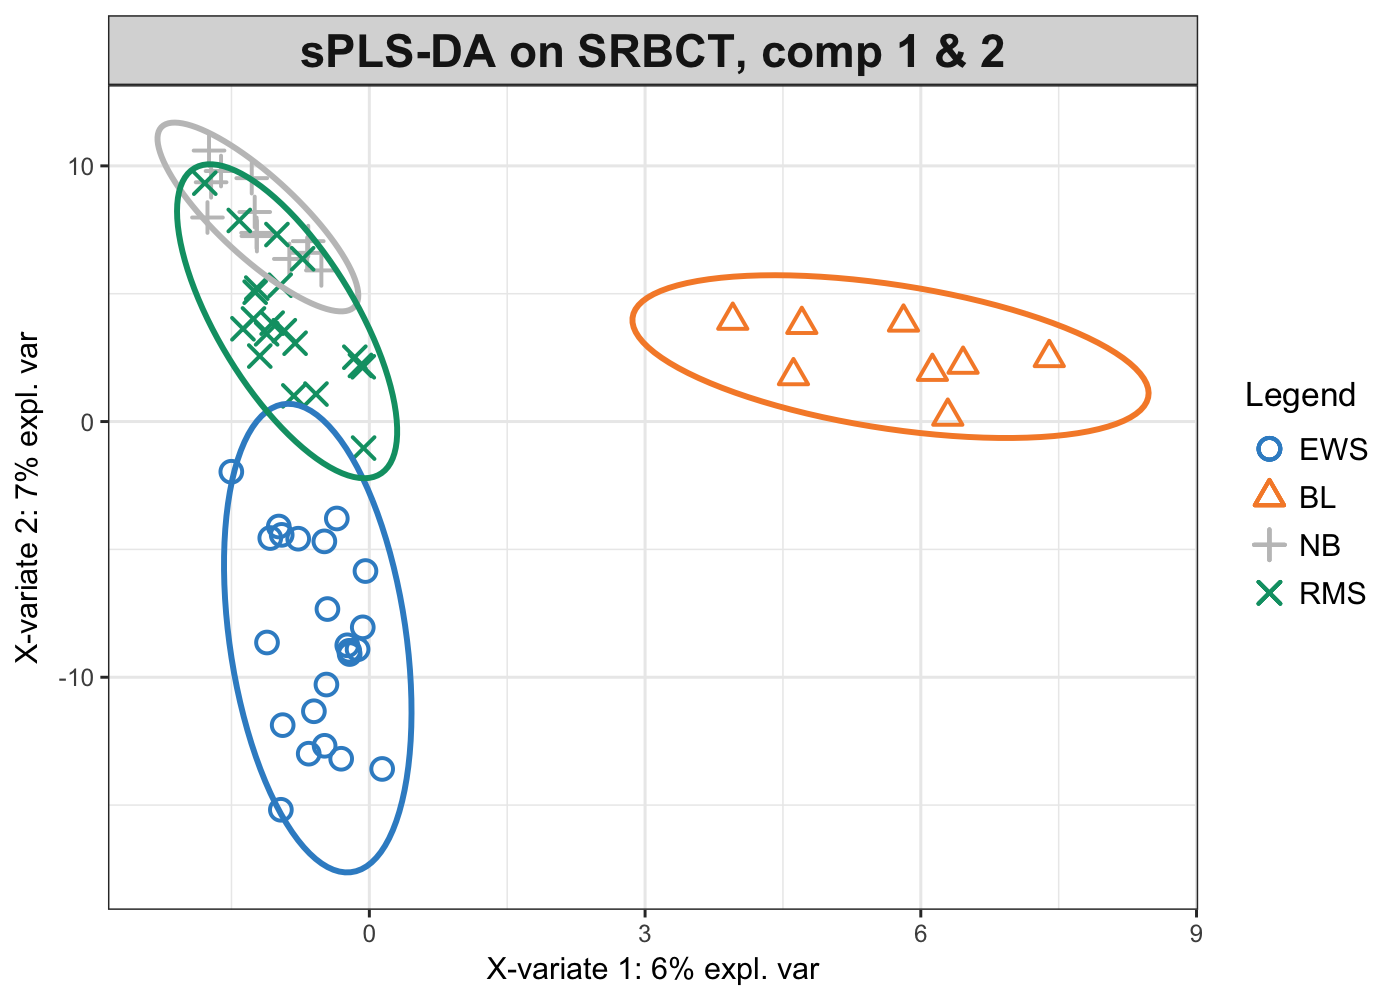 sPLS-DA on SRBCT, comp 1 & 2
10
0
-10
X-variate 2: 7% expl. var
0
3
6
9
X-variate 1: 6% expl. var
Legend
EWS
BL
NB
RMS